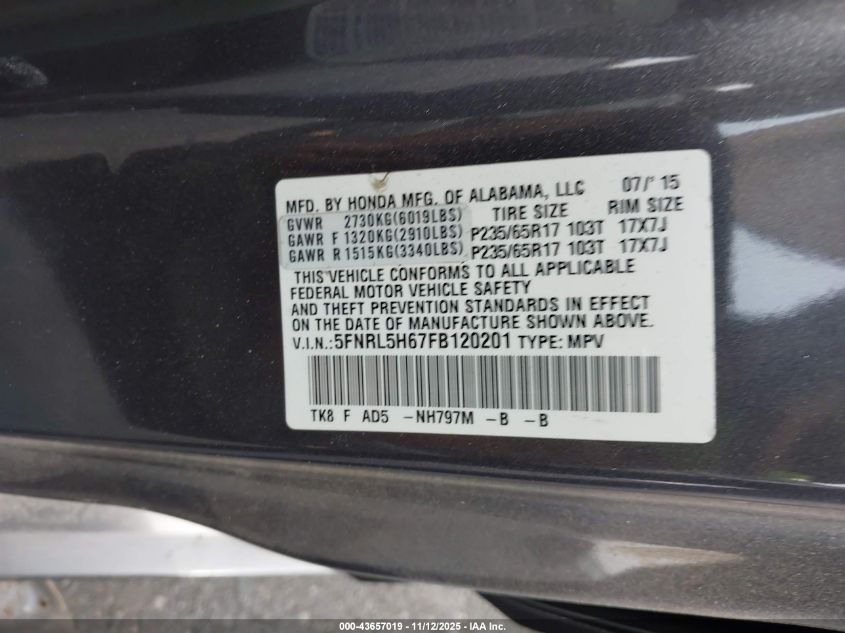 MFD. BY HONDA MFG. OF ALABAMA, LLC 07/'15
GVWR 2730KG(6019LBS) TIRE SIZE RIM SIZE
GAWR F 1320KG(2910LBS) P235/65R17 103T 17X7J
GAWR R 1515KG(3340LBS) P235/65R17 103T 17X7J
THIS VEHICLE CONFORMS TO ALL APPLICABLE
FEDERAL MOTOR VEHICLE SAFETY
AND THEFT PREVENTION STANDARDS IN EFFECT
ON THE DATE OF MANUFACTURE SHOWN ABOVE.
V.I.N.:5FNRL5H67FB120201 TYPE: MPV
TK8 F AD5 -NH797M -B -B
000-43657019 - 11/12/2025 - IAA Inc.